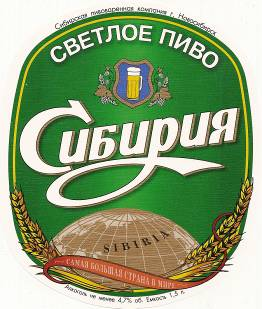 Сибирская пивоваренная компания г. Новосибирск
СВЕТЛОЕ ПИВО
Сибирия
SIBIRIA
САМАЯ БОЛЬШАЯ СТРАНА В МИРЕ
Алкоголь не менее 4,7% об. Емкость 1,5 л.